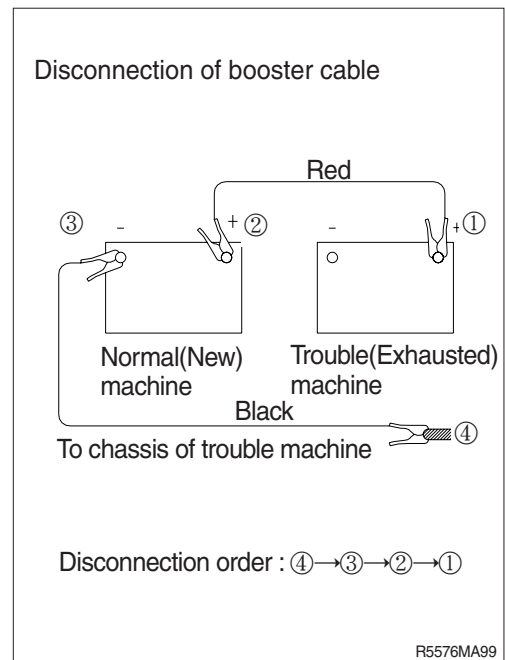 Disconnection of booster cable
Red
③ - + ② - + ①
Normal(New)
machine
Trouble(Exhausted)
machine
Black
④
To chassis of trouble machine
Disconnection order : ④→③→②→①
R5576MA99